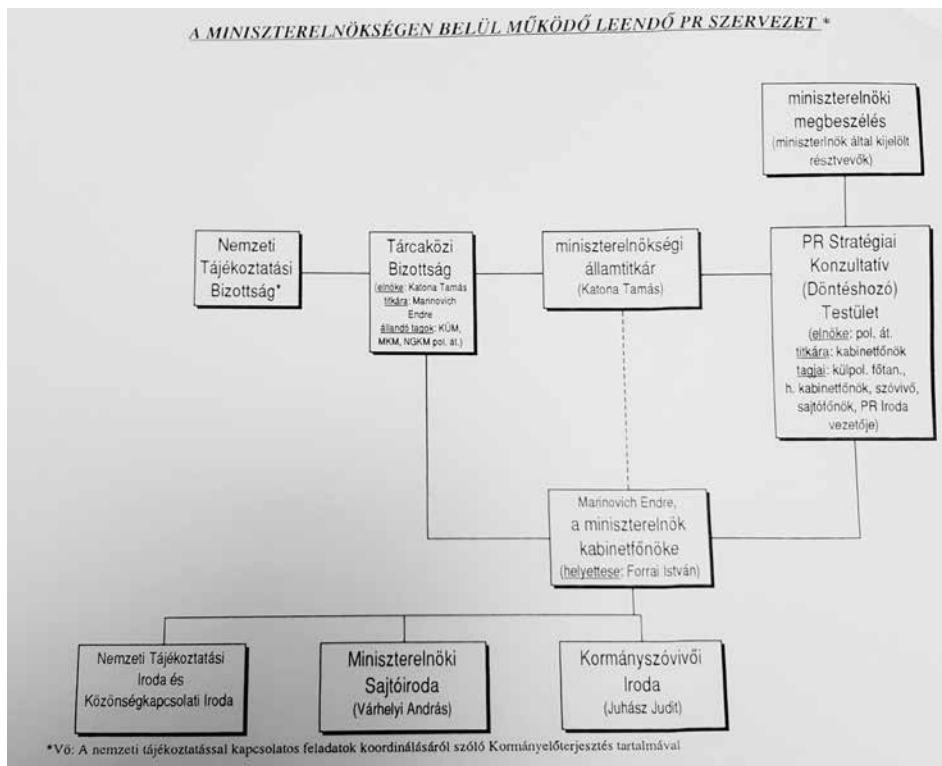 A MINISZTERELNÖKSÉGEN BELÜL MŰKÖDŐ LEENDŐ PR SZERVEZET *
miniszterelnöki
megbeszélés
(miniszterlnök által kijelölt
résztvevők)
Nemzeti
Tájékoztatási
Bizottság*
Tárcaközi
Bizottság
(elnöke: Katona Tamás
titkára: Marinovich
Endre
állandó tagok: KÜM,
MKM, NGKM pol. át.)
miniszterelnökségi
államtitkár
(Katona Tamás)
PR Stratégiai
Konzultatív
(Döntéshozó)
Testület
(elnöke: pol. át.
titkára: kabinetfőnök
tagjai: külpol. főtan.,
h. kabinetfőnök, szóvivő,
sajtófőnök, PR Iroda
vezetője)
Marinovich Endre,
a miniszterelnök
kabinetfőnöke
(helyettese: Forrai István)
Nemzeti Tájékoztatási
Iroda és
Közönségkapcsolati Iroda
Miniszterelnöki
Sajtóiroda
(Várhelyi András)
Kormányszóvivői
Iroda
(Juhász Judit)
*Vö: A nemzeti tájékoztatással kapcsolatos feladatok koordinálásáról szóló Kormányelőterjesztés tartalmával